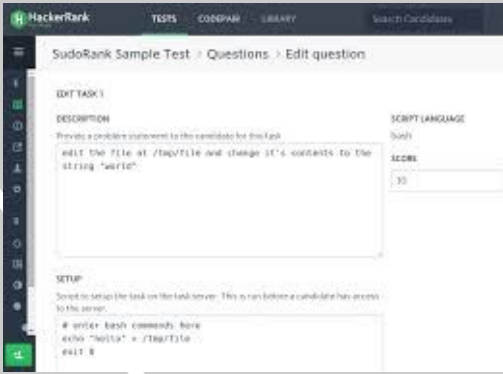 HackerRank TESTS CODEPAIR LIBRARY Search Candidates
SudoRank Sample Test / Questions / Edit question
EDIT TASK 1
DESCRIPTION
Provide a problem statement to the candidate for this task
edit the file at /tmp/file and change it's contents to the
string "world"
SCRIPT LANGUAGE
bash
SCORE
10
SETUP
Script to setup the task on the task server. This is run before a candidate has access
to the server.
# enter bash commands here
echo "hello" > /tmp/file
exit 0